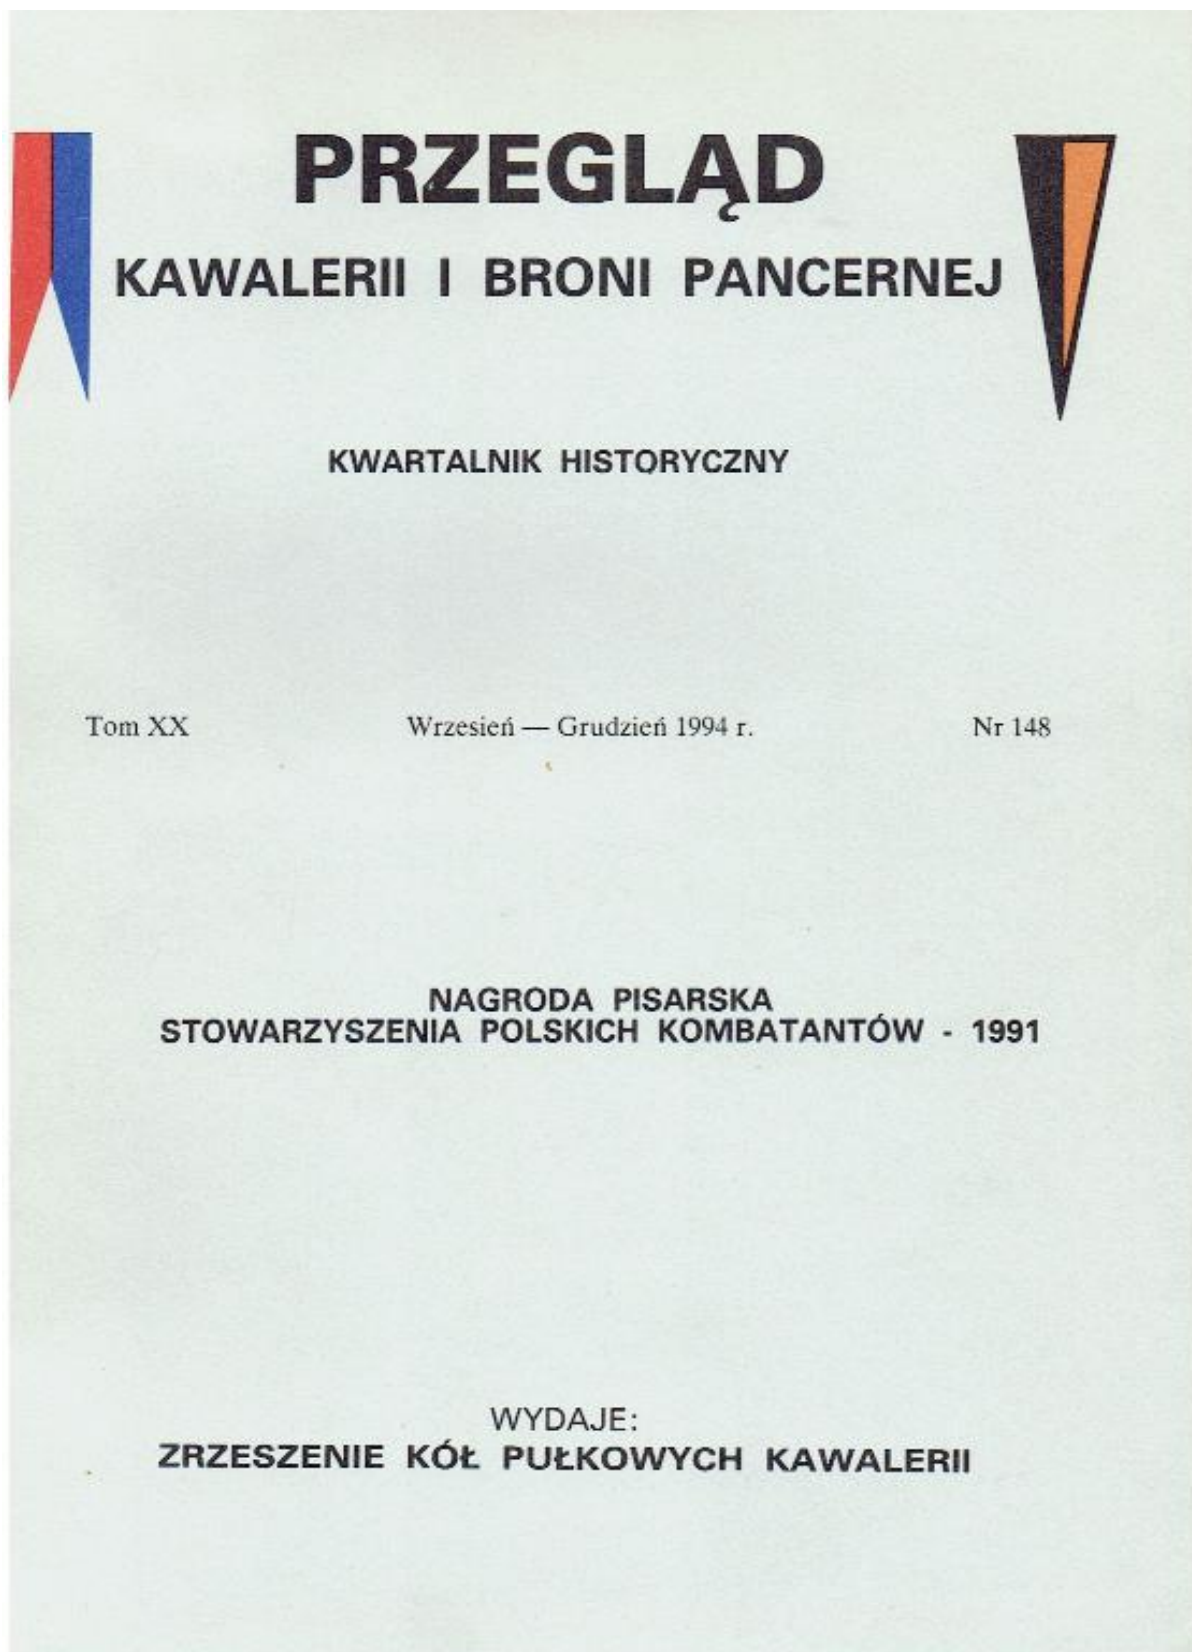 PRZEGLĄD
KAWALERII I BRONI PANCERNEJ
KWARTALNIK HISTORYCZNY
Tom XX Wrzesień — Grudzień 1994 r. Nr 148
NAGRODA PISARSKA
STOWARZYSZENIA POLSKICH KOMBATANTÓW - 1991
WYDAJE:
ZRZESZENIE KÓŁ PUŁKOWYCH KAWALERII